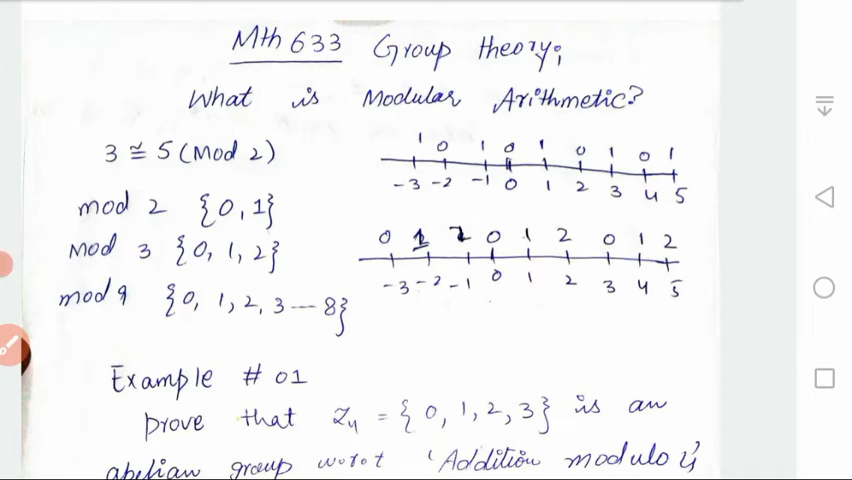 Mth 633 Group theory;
What is Modular Arithmetic?
3 ≅ 5 (Mod 2)
1 0 1 0 1 0 1 0 1
-3 -2 -1 0 1 2 3 4 5
mod 2 {0, 1}
Mod 3 {0, 1, 2}
0 1 2 0 1 2 0 1 2
-3 -2 -1 0 1 2 3 4 5
mod 9 {0, 1, 2, 3 --- 8}
Example # 01
prove that Z4 = {0, 1, 2, 3} is an
abelian group w.r.t 'Addition modulo